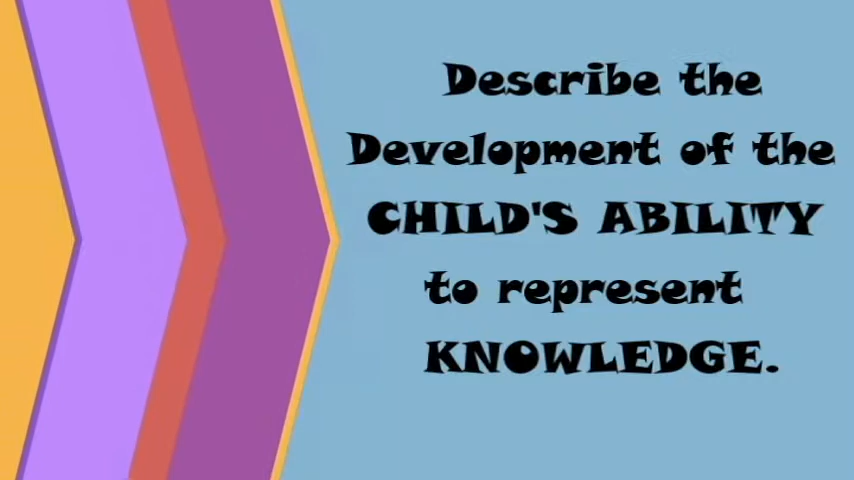 Describe the
Development of the
CHILD'S ABILITY
to represent
KNOWLEDGE.